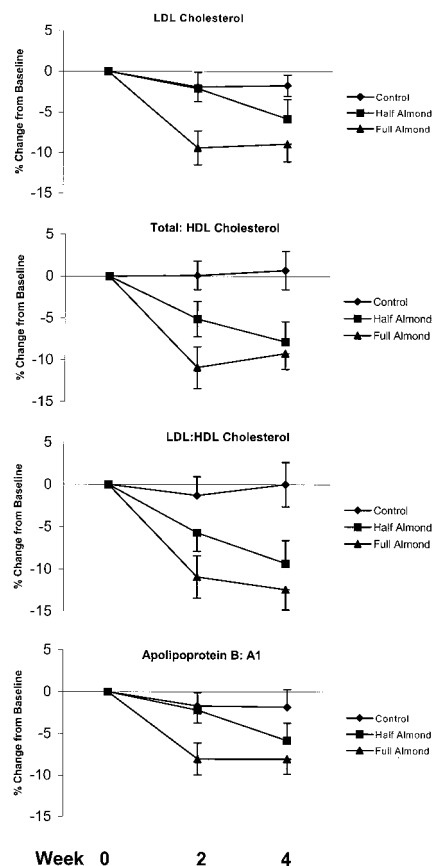 LDL Cholesterol
% Change from Baseline
5
0
-5
-10
-15
Control
Half Almond
Full Almond
Total: HDL Cholesterol
% Change from Baseline
5
0
-5
-10
-15
Control
Half Almond
Full Almond
LDL:HDL Cholesterol
% Change from Baseline
5
0
-5
-10
-15
Control
Half Almond
Full Almond
Apolipoprotein B: A1
% Change from Baseline
5
0
-5
-10
-15
Control
Half Almond
Full Almond
Week 0 2 4